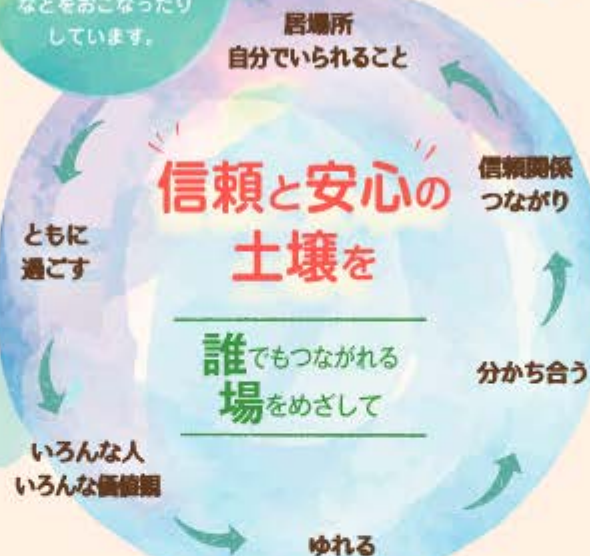 などをおこなったり
しています。
居場所
自分でいられること
信頼関係
つながり
信頼と安心の
土壌を
ともに
過ごす
誰でもつながれる
場をめざして
分かち合う
いろんな人
いろんな価値観
ゆれる